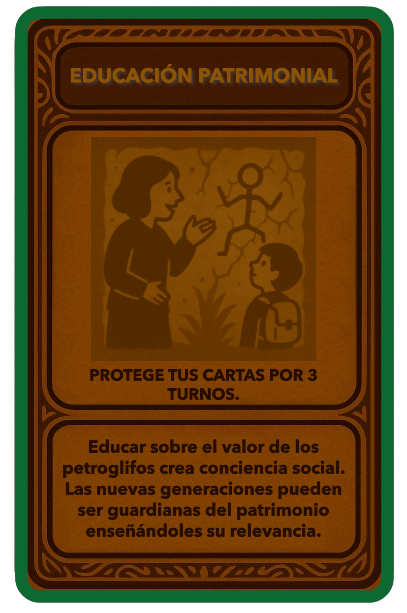 EDUCACIÓN PATRIMONIAL
PROTEGE TUS CARTAS POR 3
TURNOS.
Educar sobre el valor de los
petroglifos crea conciencia social.
Las nuevas generaciones pueden
ser guardianas del patrimonio
enseñándoles su relevancia.